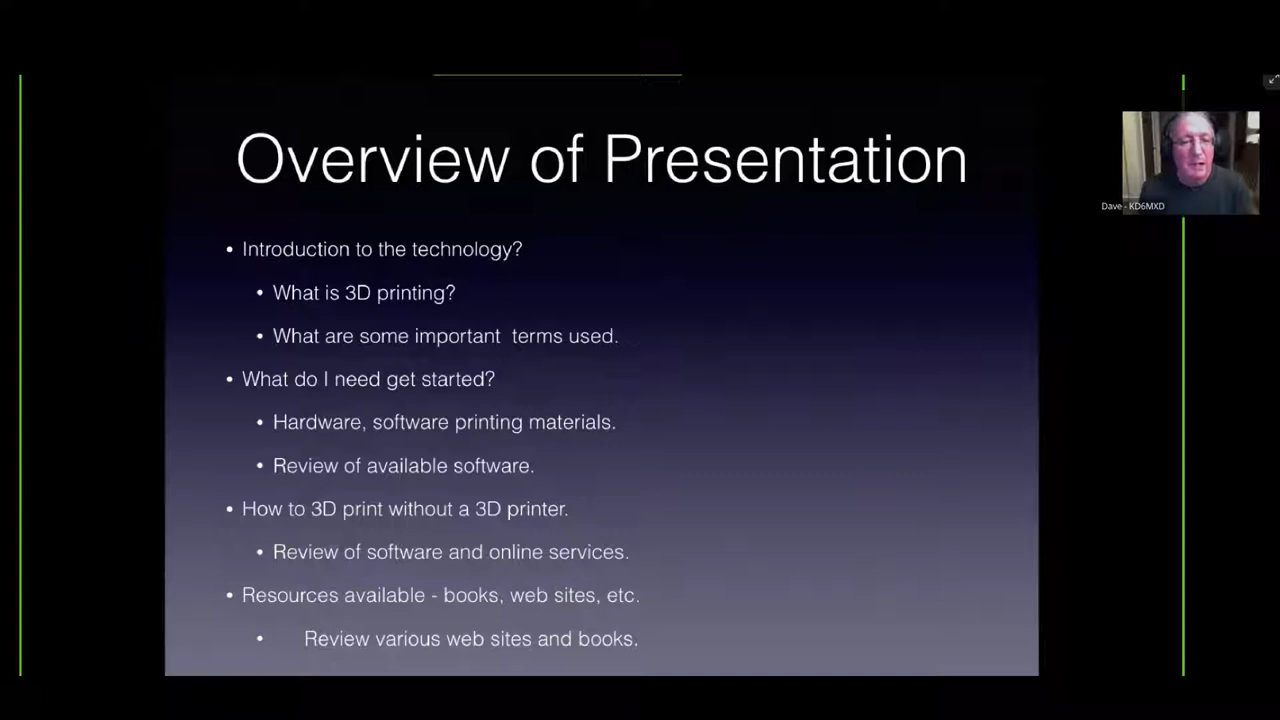 Overview of Presentation
• Introduction to the technology?
• What is 3D printing?
• What are some important  terms used.
• What do I need get started?
• Hardware, software printing materials.
• Review of available software.
• How to 3D print without a 3D printer.
• Review of software and online services.
• Resources available - books, web sites, etc.
• Review various web sites and books.
Dave - KD6MXD